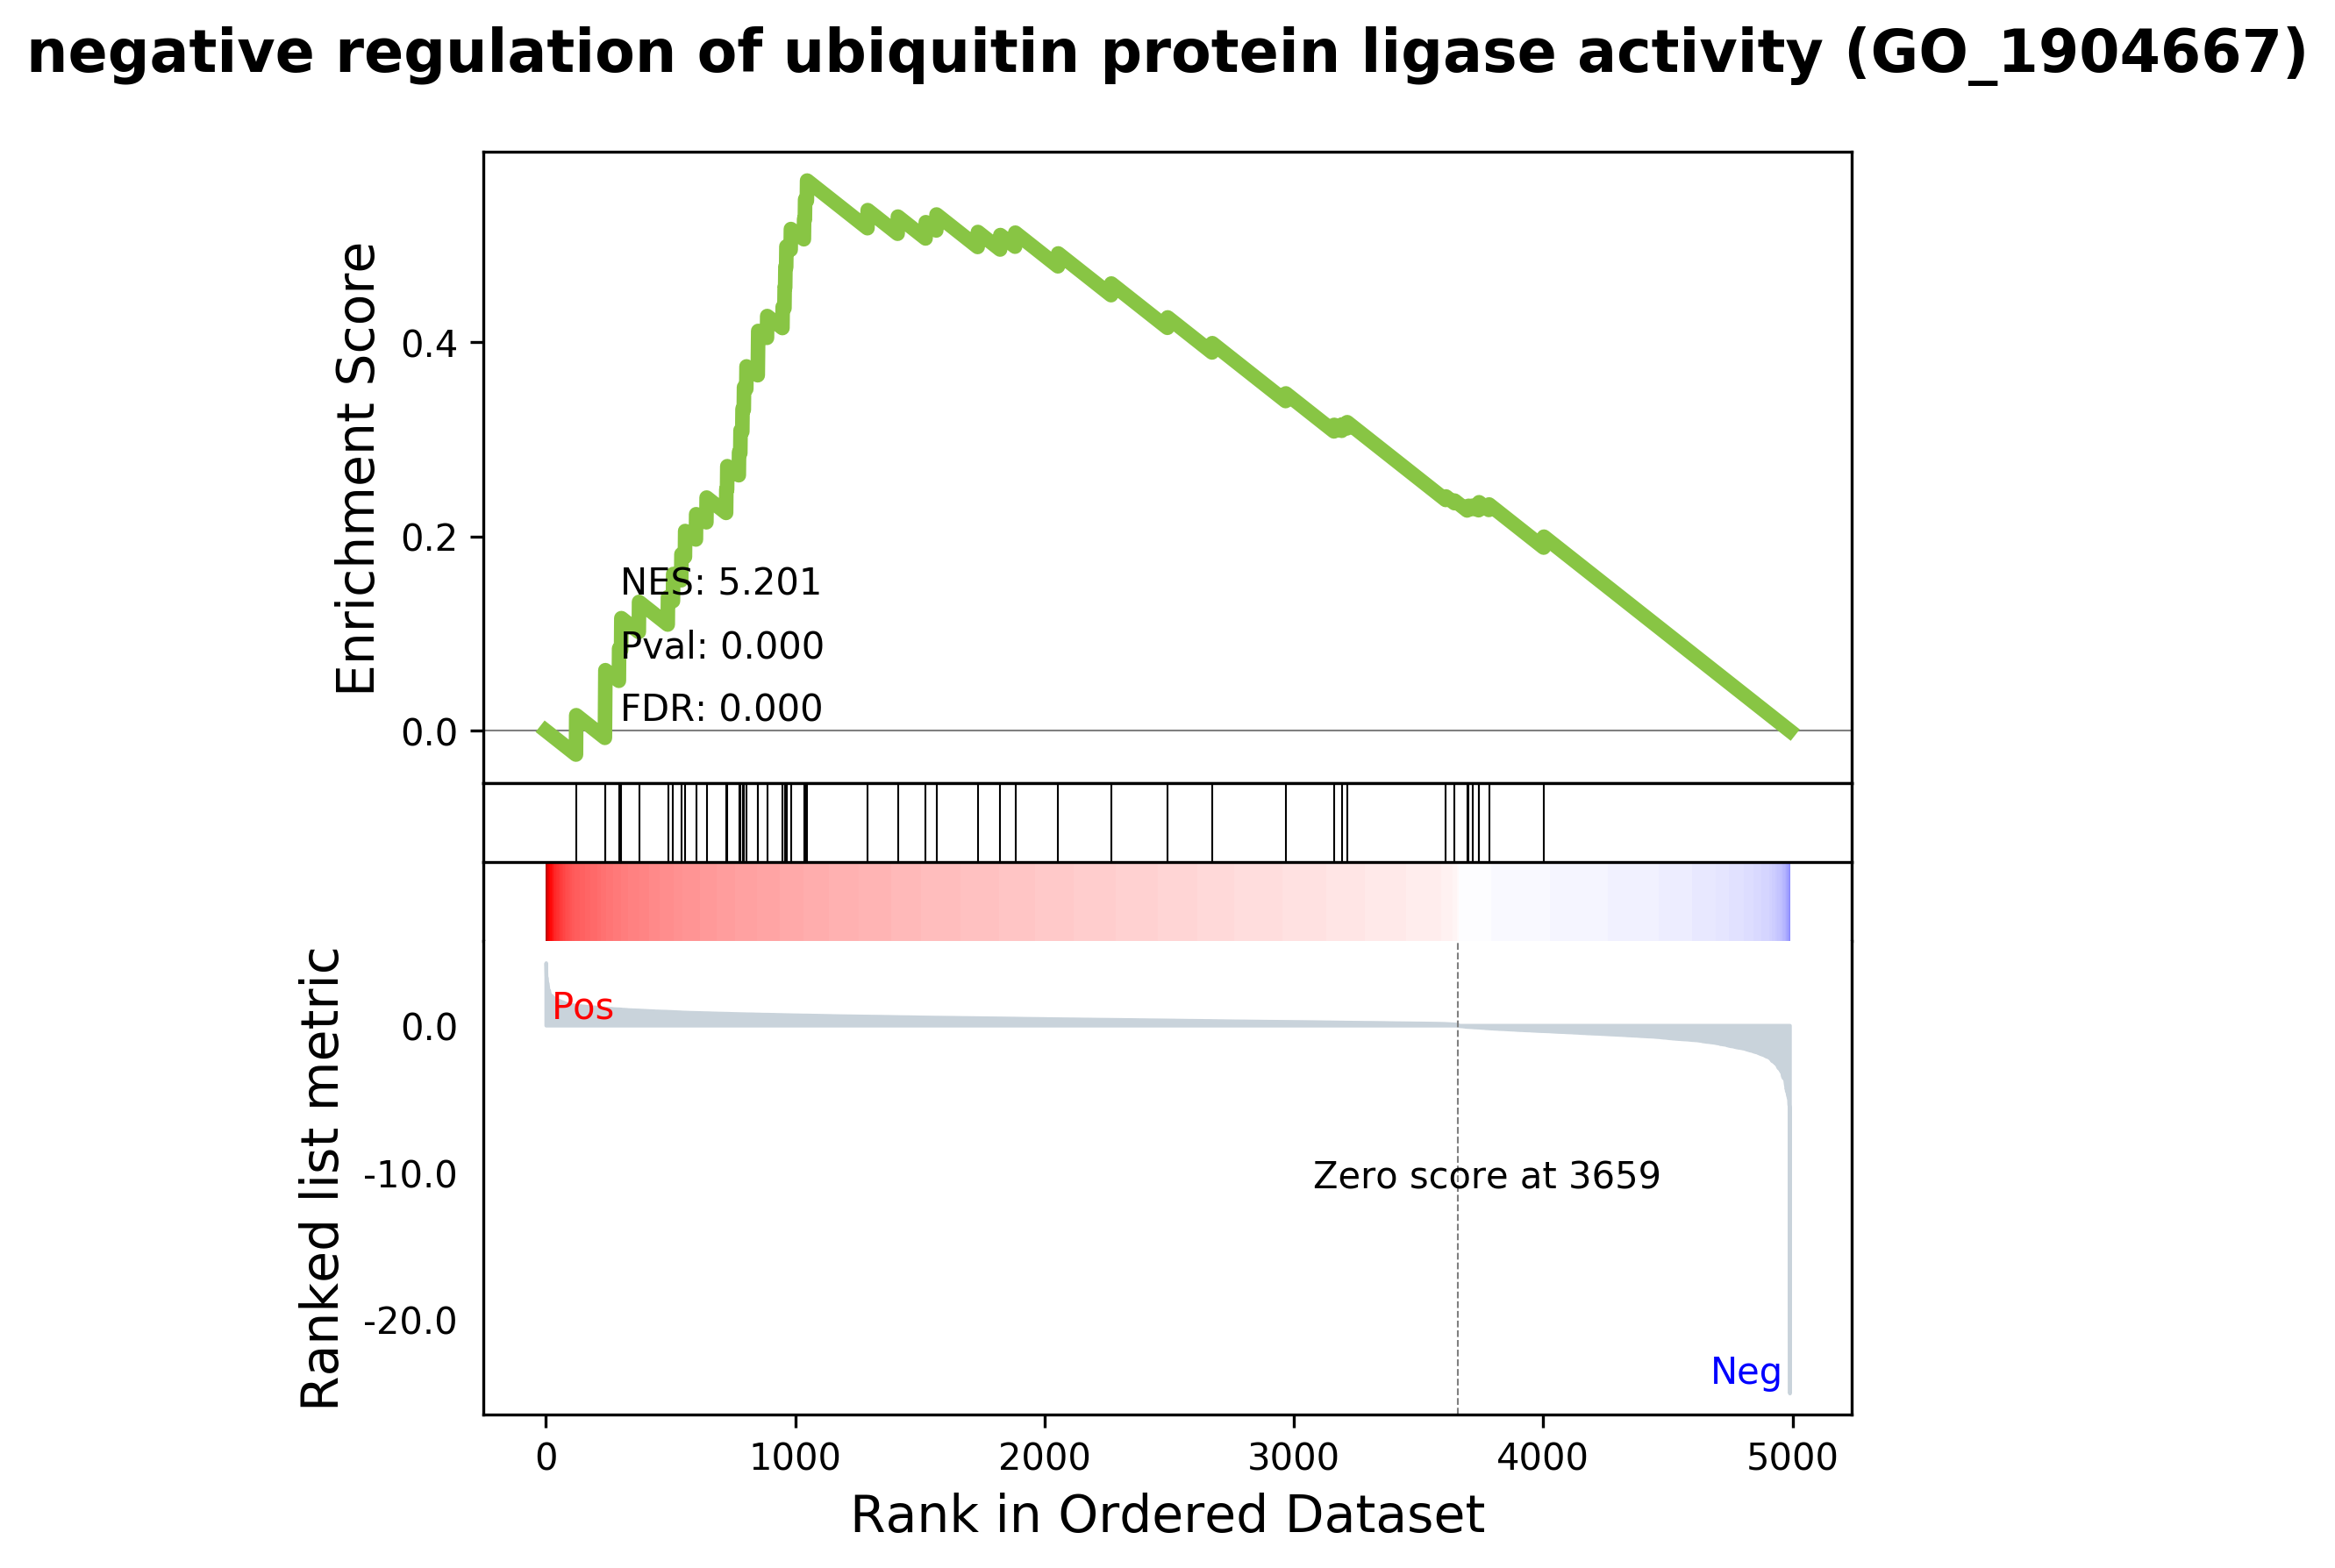 negative regulation of ubiquitin protein ligase activity (GO_1904667)
Enrichment Score
0.4
0.2
0.0
NES: 5.201
Pval: 0.000
FDR: 0.000
Ranked list metric
0.0
-10.0
-20.0
Pos
Zero score at 3659
Neg
0 1000 2000 3000 4000 5000
Rank in Ordered Dataset